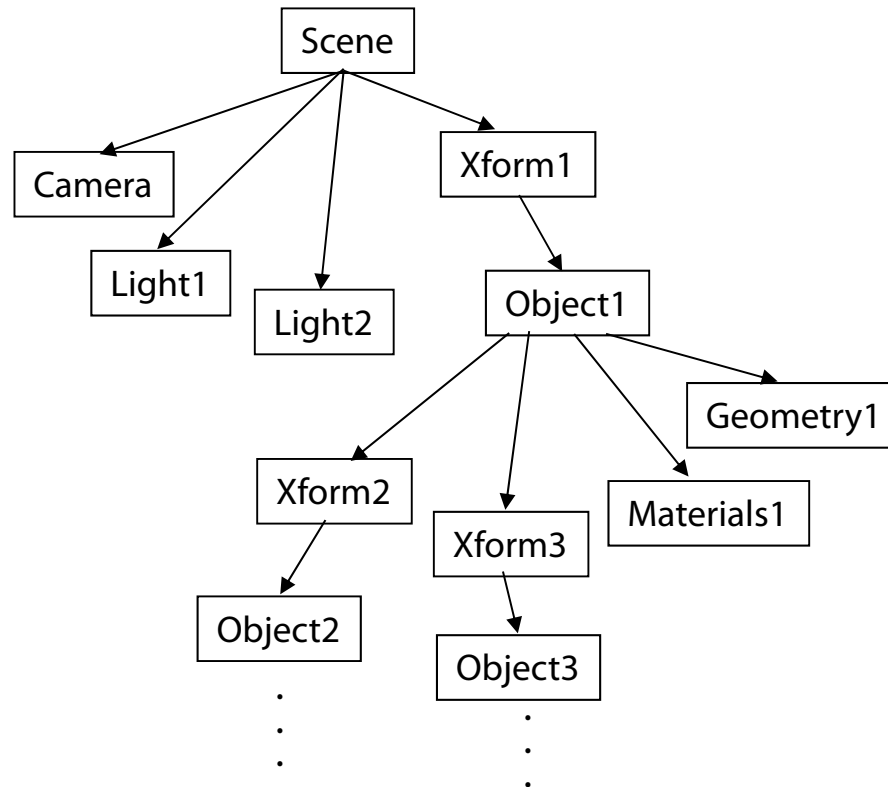 Scene
Camera
Xform1
Light1
Light2
Object1
Geometry1
Xform2
Materials1
Xform3
Object2
Object3